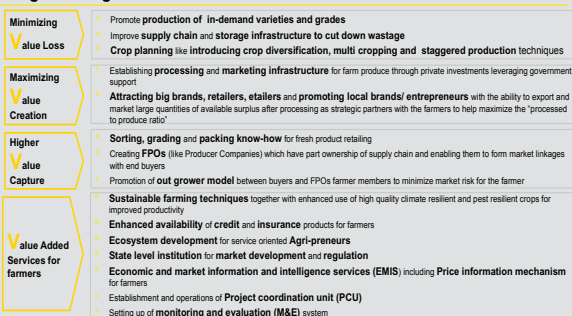 Minimizing
Value Loss
Promote production of in-demand varieties and grades
Improve supply chain and storage infrastructure to cut down wastage
Crop planning like introducing crop diversification, multi cropping and staggered production techniques
Maximizing
Value
Creation
Establishing processing and marketing infrastructure for farm produce through private investments leveraging government
support
Attracting big brands, retailers, etailers and promoting local brands/ entrepreneurs with the ability to export and
market large quantities of available surplus after processing as strategic partners with the farmers to help maximize the “processed
to produce ratio”
Higher
Value
Capture
Sorting, grading and packing know-how for fresh product retailing
Creating FPOs (like Producer Companies) which have part ownership of supply chain and enabling them to form market linkages
with end buyers
Promotion of out grower model between buyers and FPOs farmer members to minimize market risk for the farmer
Value Added
Services for
farmers
Sustainable farming techniques together with enhanced use of high quality climate resilient and pest resilient crops for
improved productivity
Enhanced availability of credit and insurance products for farmers
Ecosystem development for service oriented Agri-preneurs
State level institution for market development and regulation
Economic and market information and intelligence services (EMIS) including Price information mechanism
for farmers
Establishment and operations of Project coordination unit (PCU)
Setting up of monitoring and evaluation (M&E) system